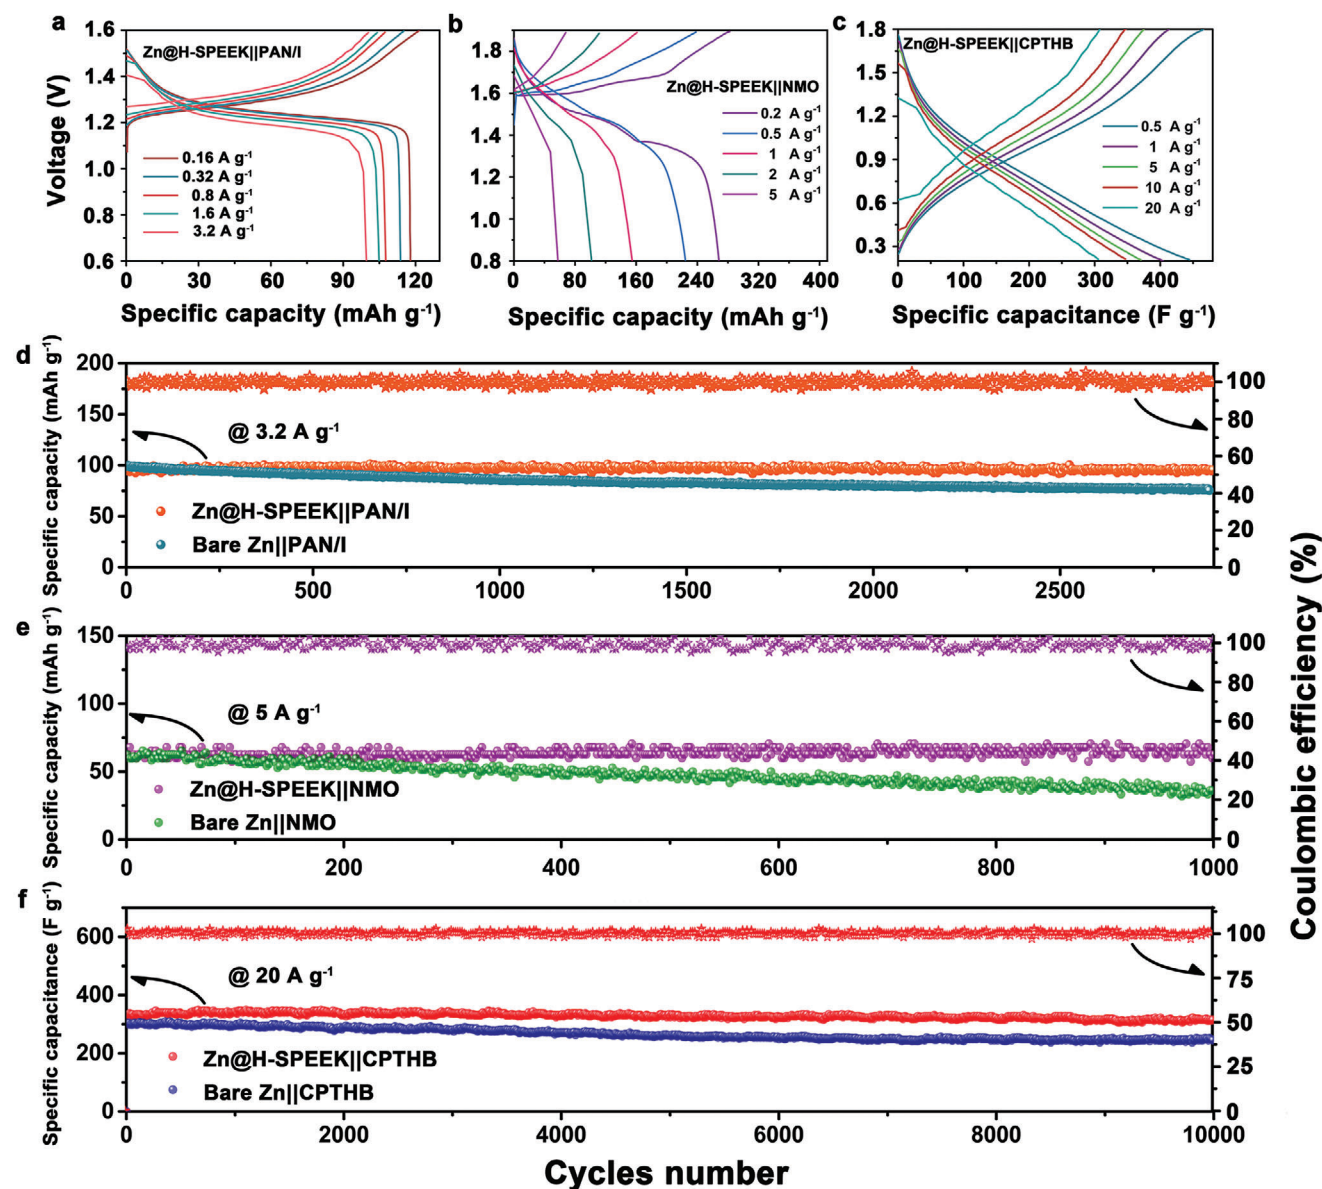 a
Zn@H-SPEEK||PAN/I
Voltage (V)
1.6
1.4
1.2
1.0
0.8
0.6
0.16 A g-1
0.32 A g-1
0.8 A g-1
1.6 A g-1
3.2 A g-1
0 30 60 90 120
Specific capacity (mAh g-1)
b
Zn@H-SPEEK||NMO
1.8
1.6
1.4
1.2
1.0
0.8
0.2 A g-1
0.5 A g-1
1 A g-1
2 A g-1
5 A g-1
0 80 160 240 320 400
Specific capacity (mAh g-1)
c
Zn@H-SPEEK||CPTHB
1.8
1.5
1.2
0.9
0.6
0.3
0.5 A g-1
1 A g-1
5 A g-1
10 A g-1
20 A g-1
0 100 200 300 400
Specific capacitance (F g-1)
d
Specific capacity (mAh g-1)
200
150
100
50
0
@ 3.2 A g-1
Zn@H-SPEEK||PAN/I
Bare Zn||PAN/I
100
80
60
40
20
0
0 500 1000 1500 2000 2500
e
Specific capacity (mAh g-1)
150
100
50
0
@ 5 A g-1
Zn@H-SPEEK||NMO
Bare Zn||NMO
100
80
60
40
20
0
0 200 400 600 800 1000
Coulombic efficiency (%)
f
Specific capacitance (F g-1)
600
400
200
0
@ 20 A g-1
Zn@H-SPEEK||CPTHB
Bare Zn||CPTHB
100
75
50
25
0
0 2000 4000 6000 8000 10000
Cycles number